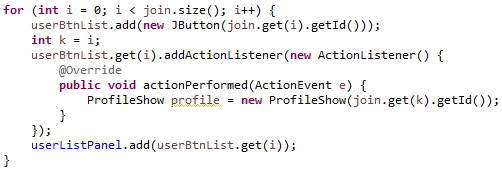 for (int i = 0; i < join.size(); i++) {
    userBtnList.add(new JButton(join.get(i).getId()));
    int k = i;
    userBtnList.get(i).addActionListener(new ActionListener() {
        @Override
        public void actionPerformed(ActionEvent e) {
            ProfileShow profile = new ProfileShow(join.get(k).getId());
        }
    });
    userListPanel.add(userBtnList.get(i));
}